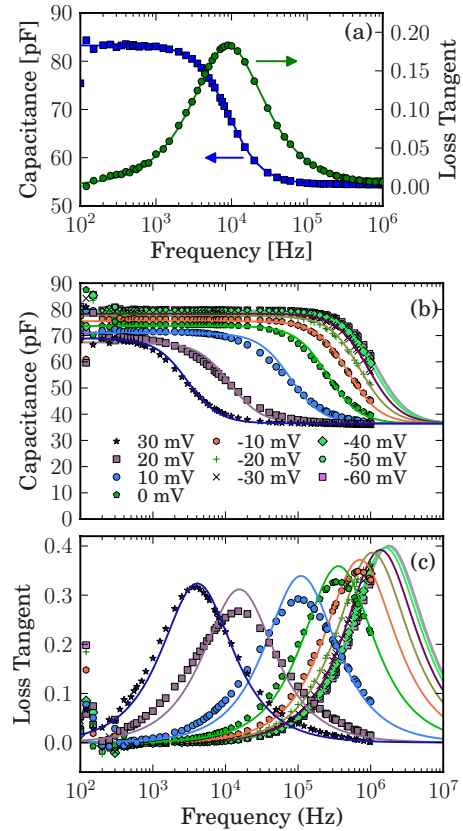 (a)
Capacitance [pF]
90
80
70
60
50
0.20
0.15
0.10
0.05
0.00
Loss Tangent
10^2 10^3 10^4 10^5 10^6
Frequency [Hz]
(b)
Capacitance (pF)
90
80
70
60
50
40
30
20
10
0
30 mV -10 mV -40 mV
20 mV -20 mV -50 mV
10 mV -30 mV -60 mV
0 mV
(c)
Loss Tangent
0.4
0.3
0.2
0.1
0.0
10^2 10^3 10^4 10^5 10^6 10^7
Frequency (Hz)